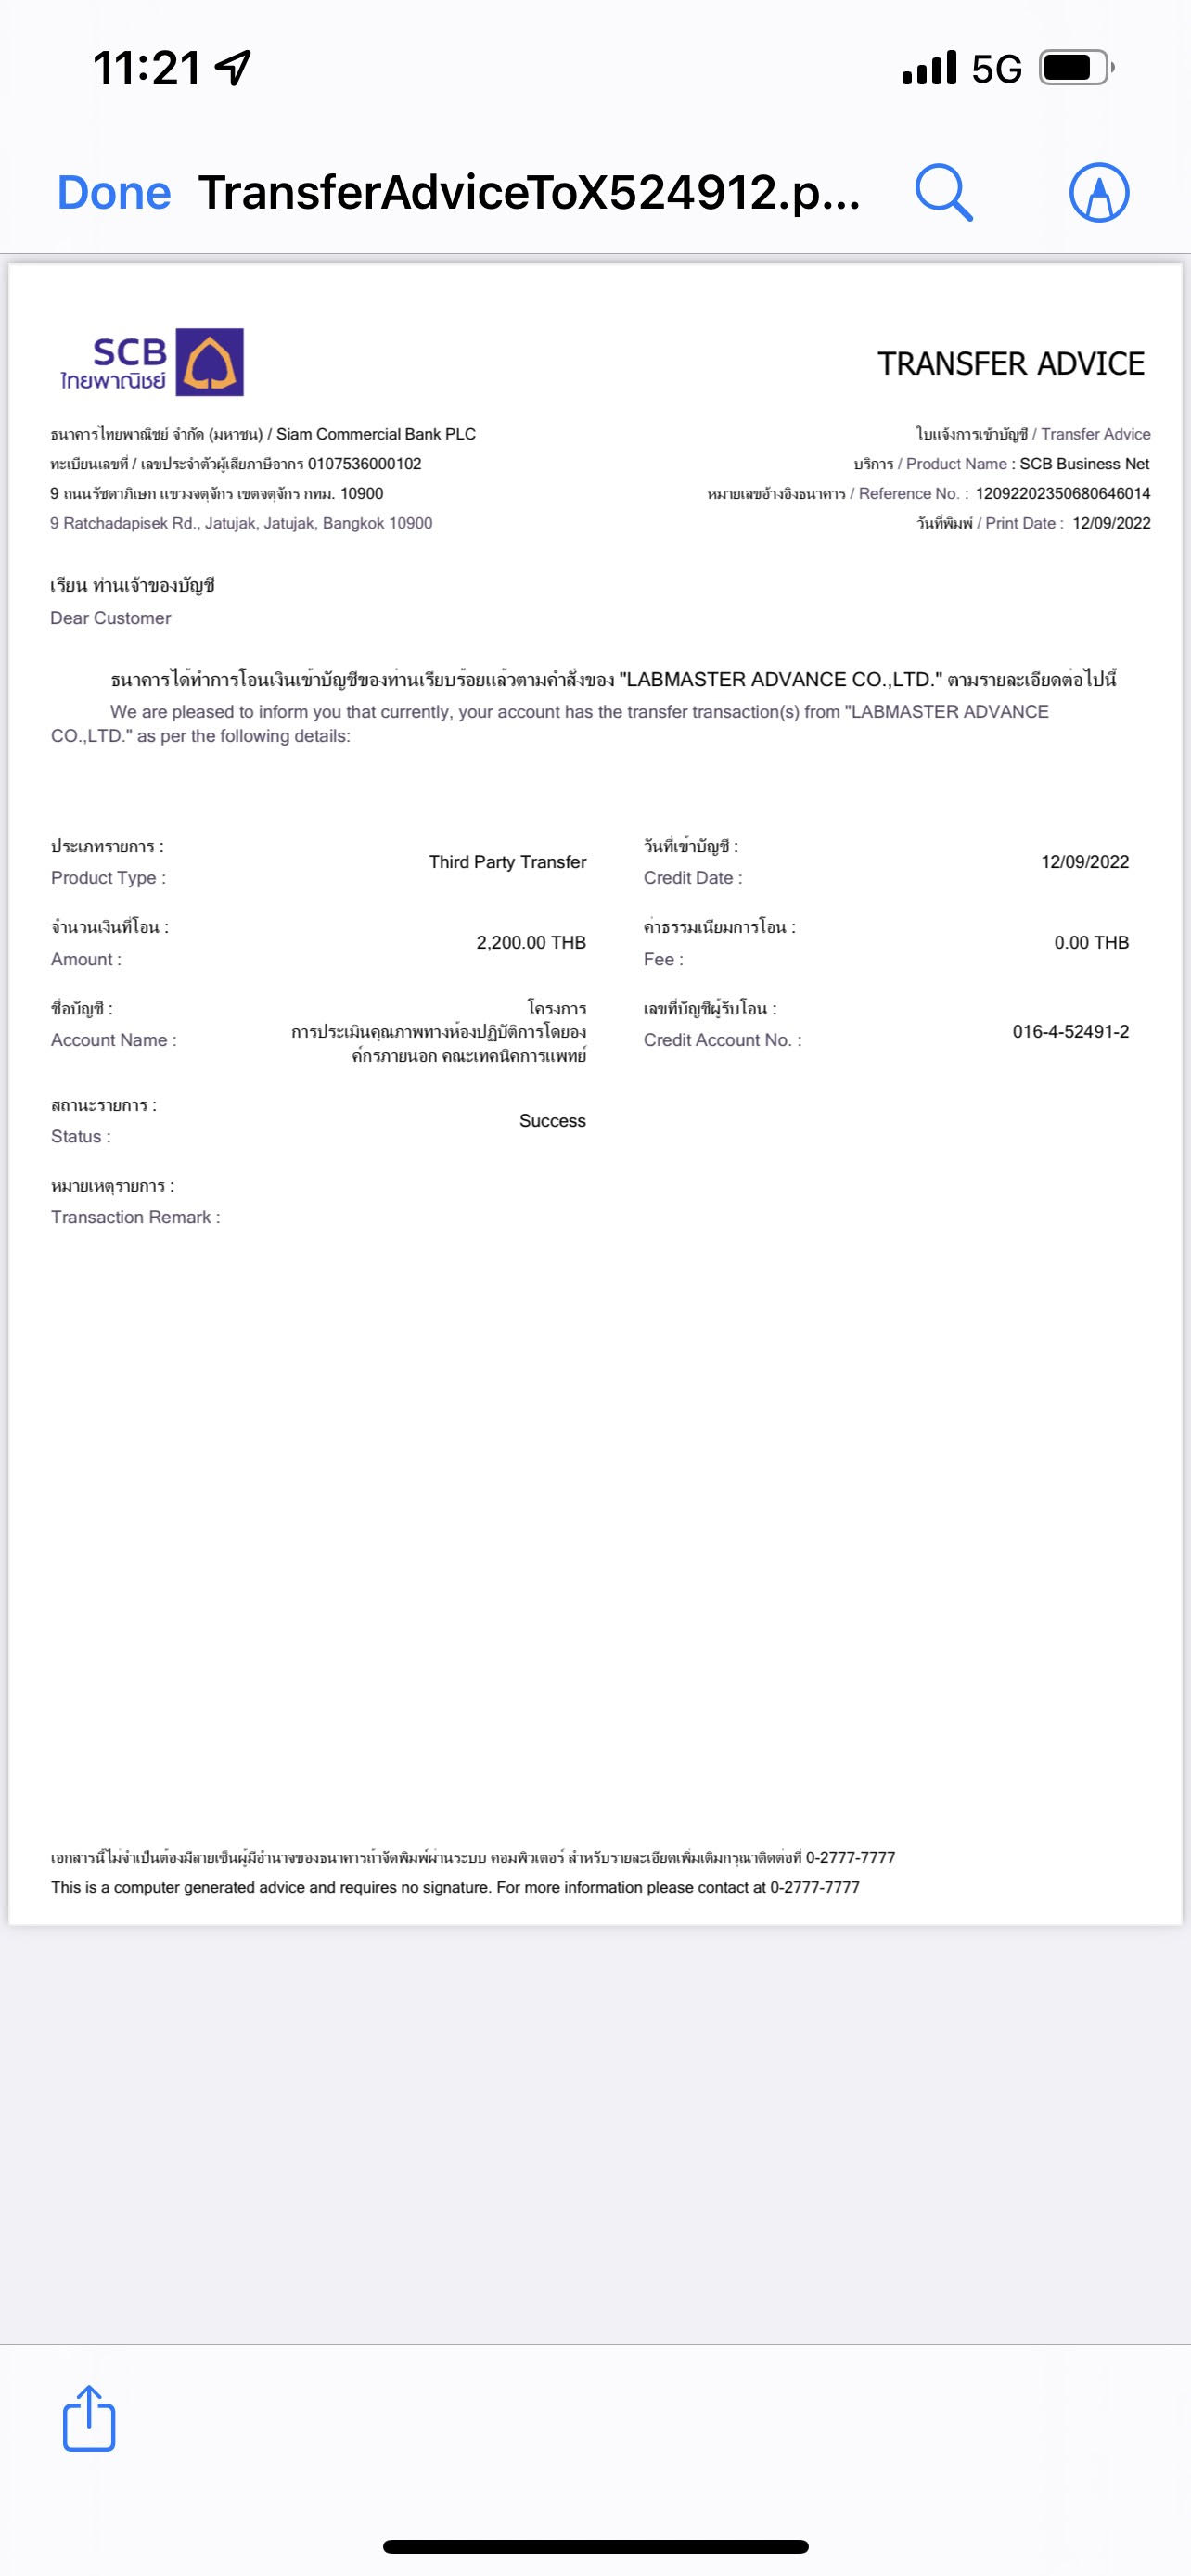 11:21
5G
Done TransferAdviceToX524912.p...
SCB
ไทยพาณิชย์
TRANSFER ADVICE
ธนาคารไทยพาณิชย์ จำกัด (มหาชน) / Siam Commercial Bank PLC
ใบแจ้งการเข้าบัญชี / Transfer Advice
ทะเบียนเลขที่ / เลขประจำตัวผู้เสียภาษีอากร 0107536000102
บริการ / Product Name : SCB Business Net
9 ถนนรัชดาภิเษก แขวงจตุจักร เขตจตุจักร กทม. 10900
หมายเลขอ้างอิงธนาคาร / Reference No. : 12092202350680646014
9 Ratchadapisek Rd., Jatujak, Jatujak, Bangkok 10900
วันที่พิมพ์ / Print Date : 12/09/2022
เรียน ท่านเจ้าของบัญชี
Dear Customer
ธนาคารได้ทำการโอนเงินเข้าบัญชีของท่านเรียบร้อยแล้วตามคำสั่งของ "LABMASTER ADVANCE CO.,LTD." ตามรายละเอียดต่อไปนี้
We are pleased to inform you that currently, your account has the transfer transaction(s) from "LABMASTER ADVANCE
CO.,LTD." as per the following details:
ประเภทรายการ :
Product Type :
Third Party Transfer
วันที่เข้าบัญชี :
Credit Date :
12/09/2022
จำนวนเงินที่โอน :
Amount :
2,200.00 THB
ค่าธรรมเนียมการโอน :
Fee :
0.00 THB
ชื่อบัญชี :
Account Name :
โครงการ
การประเมินคุณภาพทางห้องปฏิบัติการโดยอง
ค์กรภายนอก คณะเทคนิคการแพทย์
เลขที่บัญชีผู้รับโอน :
Credit Account No. :
016-4-52491-2
สถานะรายการ :
Status :
Success
หมายเหตุรายการ :
Transaction Remark :
เอกสารนี้ไม่จำเป็นต้องมีลายเซ็นผู้มีอำนาจของธนาคารถ้าจัดพิมพ์ผ่านระบบ คอมพิวเตอร์ สำหรับรายละเอียดเพิ่มเติมกรุณาติดต่อที่ 0-2777-7777
This is a computer generated advice and requires no signature. For more information please contact at 0-2777-7777